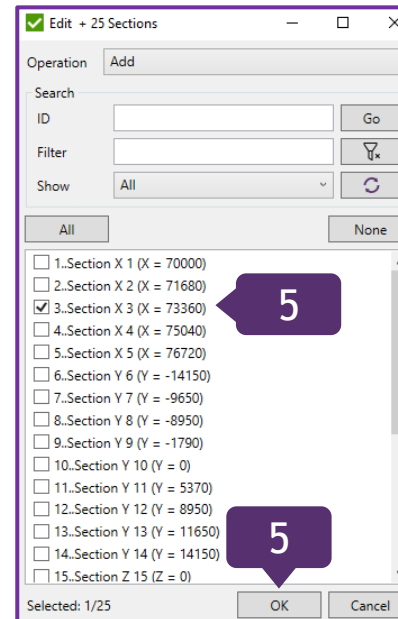 Edit + 25 Sections
Operation Add
Search
ID Go
Filter
Show All
All None
1..Section X 1 (X = 70000)
2..Section X 2 (X = 71680)
3..Section X 3 (X = 73360) 5
4..Section X 4 (X = 75040)
5..Section X 5 (X = 76720)
6..Section Y 6 (Y = -14150)
7..Section Y 7 (Y = -9650)
8..Section Y 8 (Y = -8950)
9..Section Y 9 (Y = -1790)
10..Section Y 10 (Y = 0)
11..Section Y 11 (Y = 5370)
12..Section Y 12 (Y = 8950)
13..Section Y 13 (Y = 11650)
14..Section Y 14 (Y = 14150) 5
15..Section Z 15 (Z = 0)
Selected: 1/25 OK Cancel